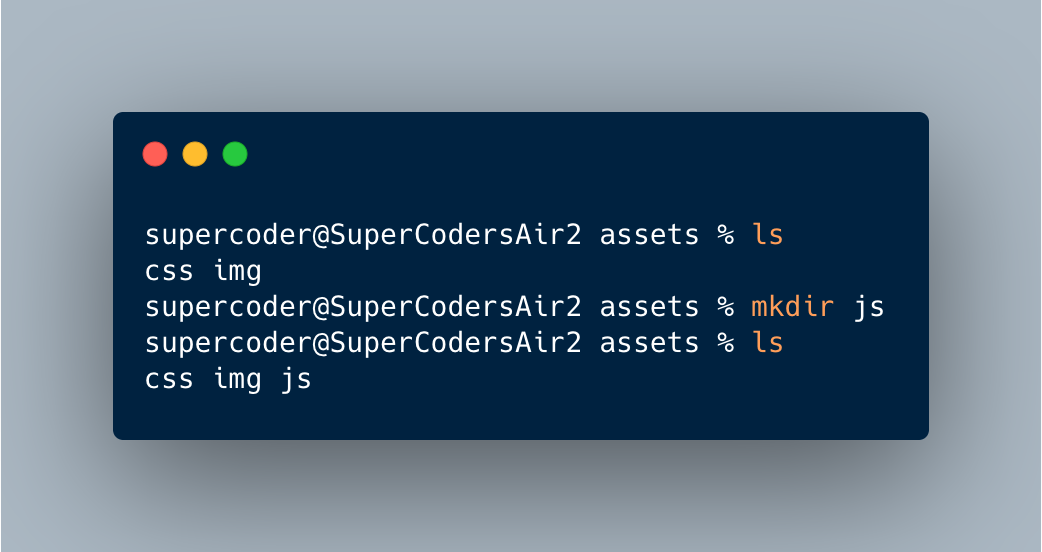 supercoder@SuperCodersAir2 assets % ls
css img
supercoder@SuperCodersAir2 assets % mkdir js
supercoder@SuperCodersAir2 assets % ls
css img js